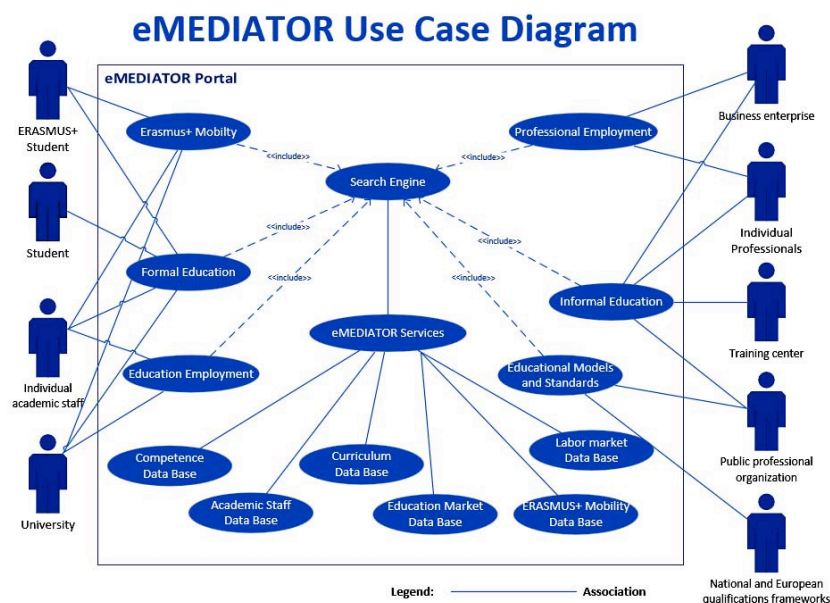 eMEDIATOR Use Case Diagram
eMEDIATOR Portal
ERASMUS+
Student
Student
Individual
academic staff
University
Erasmus+ Mobilty
Professional Employment
<<include>>
<<include>>
Search Engine
<<include>>
<<include>>
<<include>>
<<include>>
Formal Education
Informal Education
eMEDIATOR Services
Education Employment
Educational Models
and Standards
Competence
Data Base
Curriculum
Data Base
Labor market
Data Base
Academic Staff
Data Base
Education Market
Data Base
ERASMUS+ Mobility
Data Base
Business enterprise
Individual
Professionals
Training center
Public professional
organization
National and European
qualifications frameworks
Legend:
Association